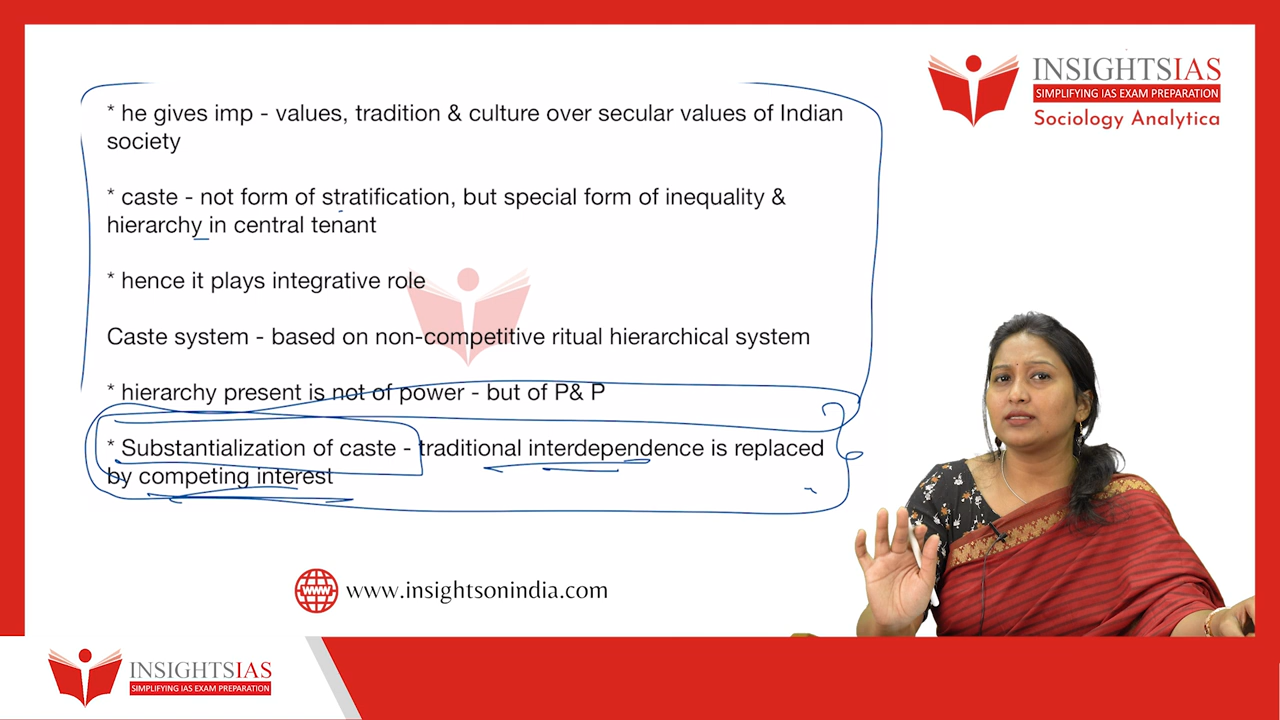 INSIGHTSIAS
SIMPLIFYING IAS EXAM PREPARATION
Sociology Analytica
* he gives imp - values, tradition & culture over secular values of Indian
society
* caste - not form of stratification, but special form of inequality &
hierarchy in central tenant
* hence it plays integrative role
Caste system - based on non-competitive ritual hierarchical system
* hierarchy present is not of power - but of P& P
* Substantialization of caste - traditional interdependence is replaced
by competing interest
www
www.insightsonindia.com
INSIGHTSIAS
SIMPLIFYING IAS EXAM PREPARATION